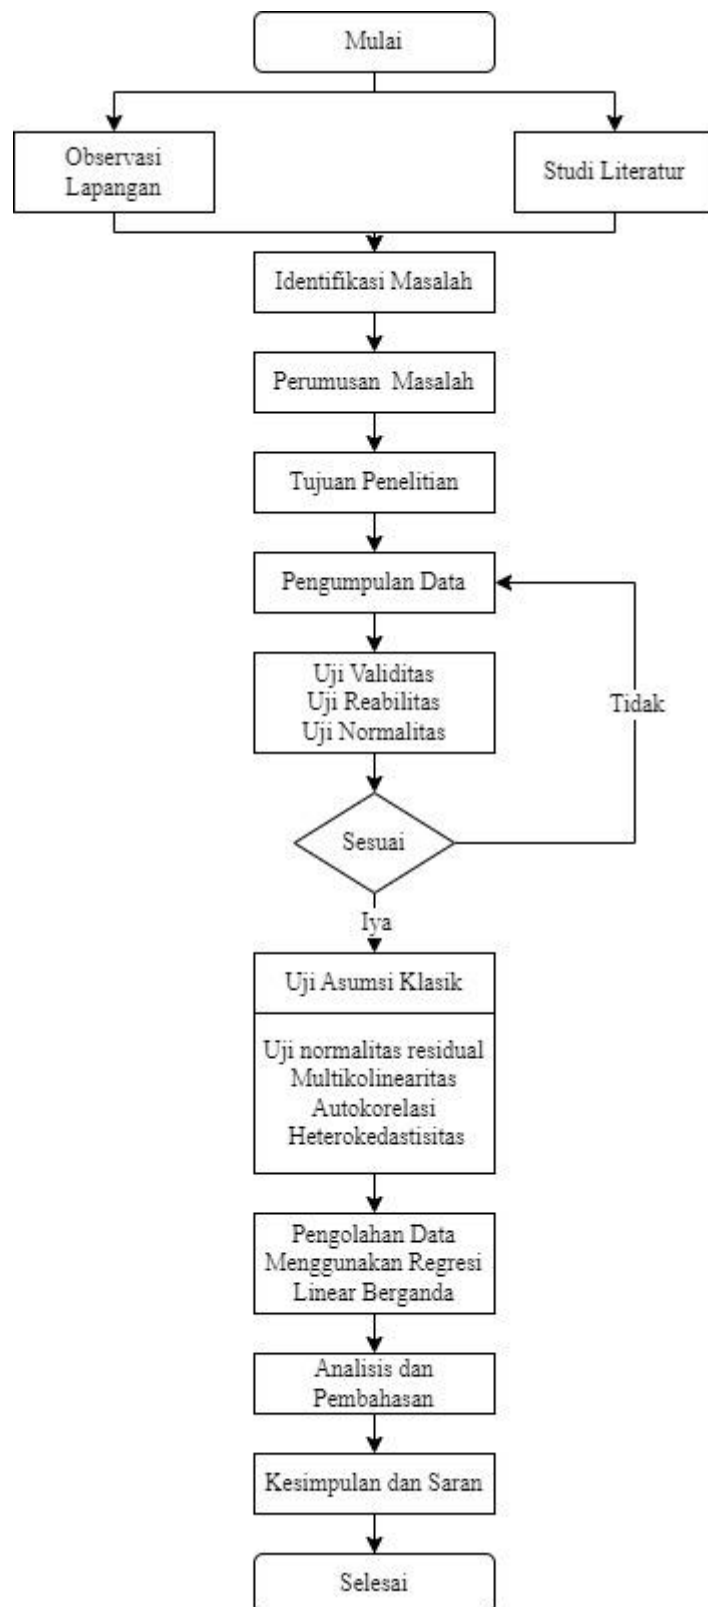 Mulai
Observasi
Lapangan
Studi Literatur
Identifikasi Masalah
Perumusan Masalah
Tujuan Penelitian
Pengumpulan Data
Uji Validitas
Uji Reabilitas
Uji Normalitas
Tidak
Sesuai
Iya
Uji Asumsi Klasik
Uji normalitas residual
Multikolinearitas
Autokorelasi
Heterokedastisitas
Pengolahan Data
Menggunakan Regresi
Linear Berganda
Analisis dan
Pembahasan
Kesimpulan dan Saran
Selesai